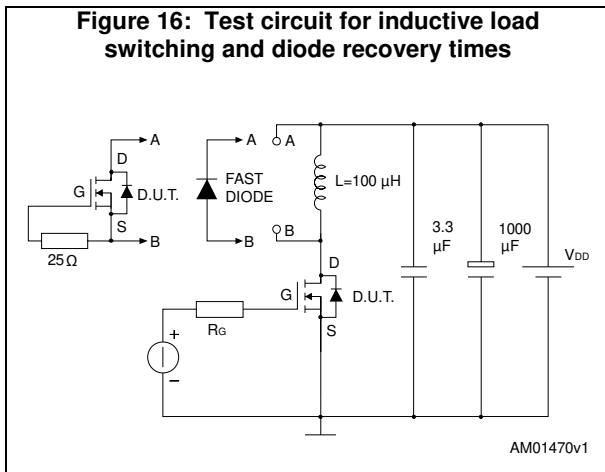 Figure 16: Test circuit for inductive load
switching and diode recovery times
A
D
G
D.U.T.
S
B
25Ω
A
FAST
DIODE
B
A
L=100 µH
B
D
G
D.U.T.
S
RG
+
–
3.3
µF
1000
µF
VDD
AM01470v1